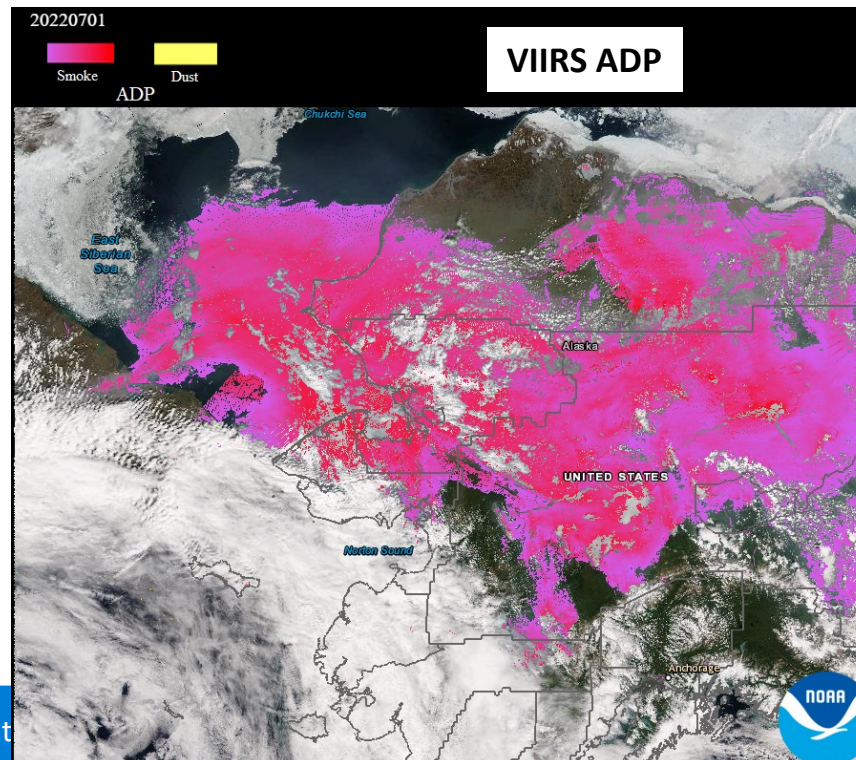 20220701
VIIRS ADP
Smoke
Dust
ADP
Chukchi Sea
East
Siberian
Sea
Alaska
UNITED STATES
Norton Sound
Anchorage
NOAA
t